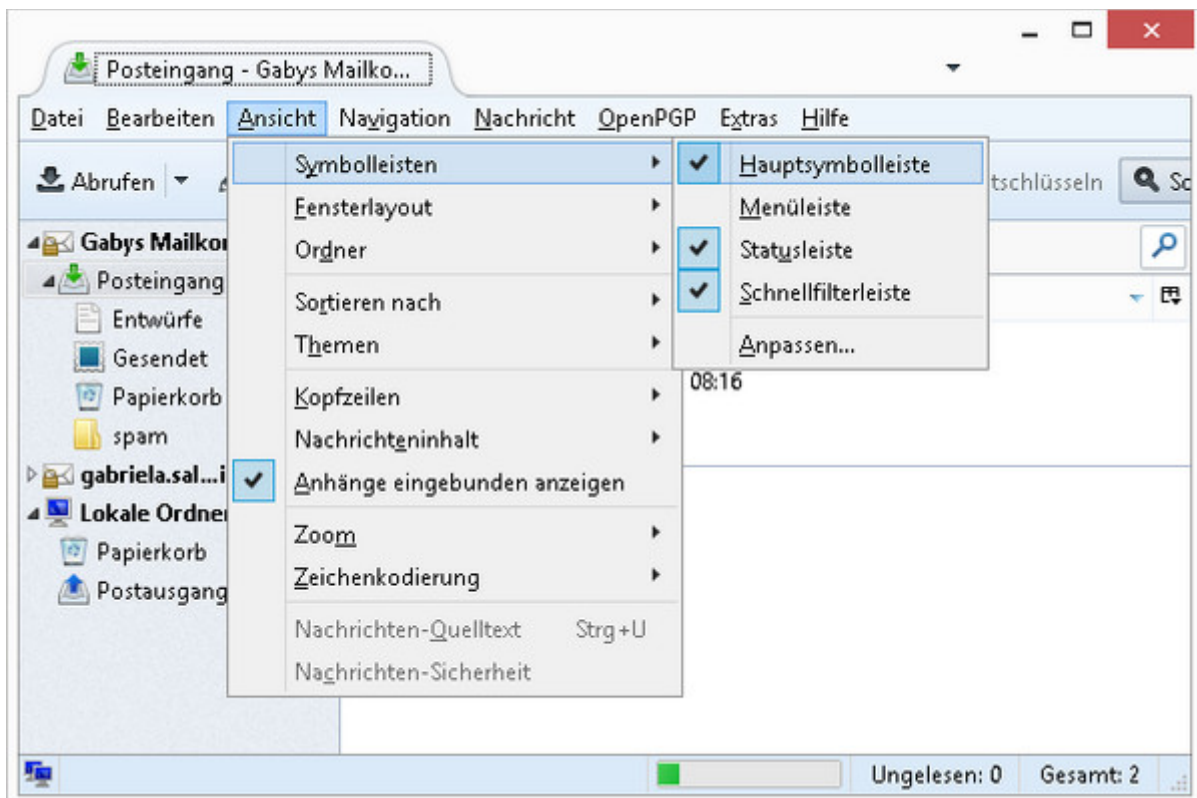 Posteingang - Gabys Mailko...
Datei Bearbeiten Ansicht Navigation Nachricht OpenPGP Extras Hilfe
Abrufen
Symbolleisten
Fensterlayout
Ordner
Sortieren nach
Themen
Kopfzeilen
Nachrichteninhalt
Anhänge eingebunden anzeigen
Zoom
Zeichenkodierung
Nachrichten-Quelltext Strg+U
Nachrichten-Sicherheit
Hauptsymbolleiste
Menüleiste
Statusleiste
Schnellfilterleiste
Anpassen...
tschlüsseln
Sc
Gabys Mailkon
Posteingang
Entwürfe
Gesendet
Papierkorb
spam
gabriela.sal...i
Lokale Ordner
Papierkorb
Postausgang
08:16
Ungelesen: 0 Gesamt: 2